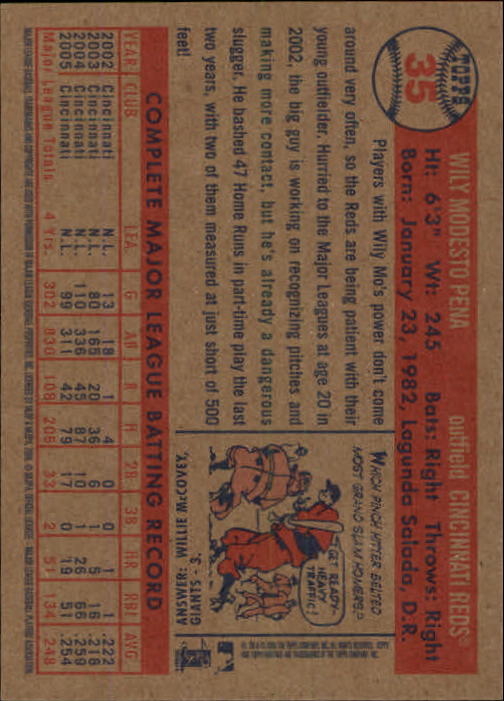 TOPPS
35
WILY MODESTO PENA outfield CINCINNATI REDS®
Ht: 6'3" Wt: 245 Bats: Right Throws: Right
Born: January 23, 1982, Lagunda Salada, D.R.
Players with Wily Mo's power don't come
around very often, so the Reds are being patient with their
young outfielder. Hurried to the Major Leagues at age 20 in
2002, the big guy is working on recognizing pitches and
making more contact, but he's already a dangerous
slugger. He bashed 47 Home Runs in part-time play the last
two years, with two of them measured at just short of 500
feet!
WHICH PINCH HITTER BELTED
MOST GRAND SLAM HOMERS?
GET READY-
HEAVY
TRAFFIC!
ANSWER: WILLIE McCOVEY,
GIANTS - 3.
COMPLETE MAJOR LEAGUE BATTING RECORD
YEAR CLUB LEA. G AB R H 2B 3B HR RBI AVG
2002 Cincinnati N.L. 13 18 1 4 0 0 1 1 .222
2003 Cincinnati N.L. 80 165 20 36 6 1 5 16 .218
2004 Cincinnati N.L. 110 336 45 87 10 1 26 66 .259
2005 Cincinnati N.L. 99 311 42 79 17 0 19 51 .254
Major League Totals 4 Yrs. 302 830 108 206 33 2 51 134 .248